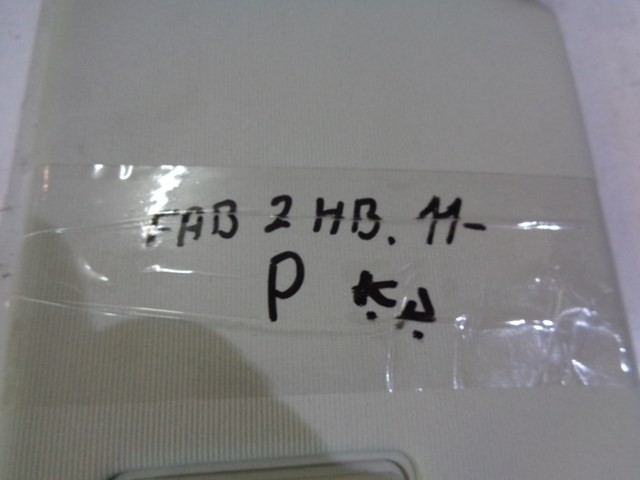 FAB 2 HB. 11-
P K.D.